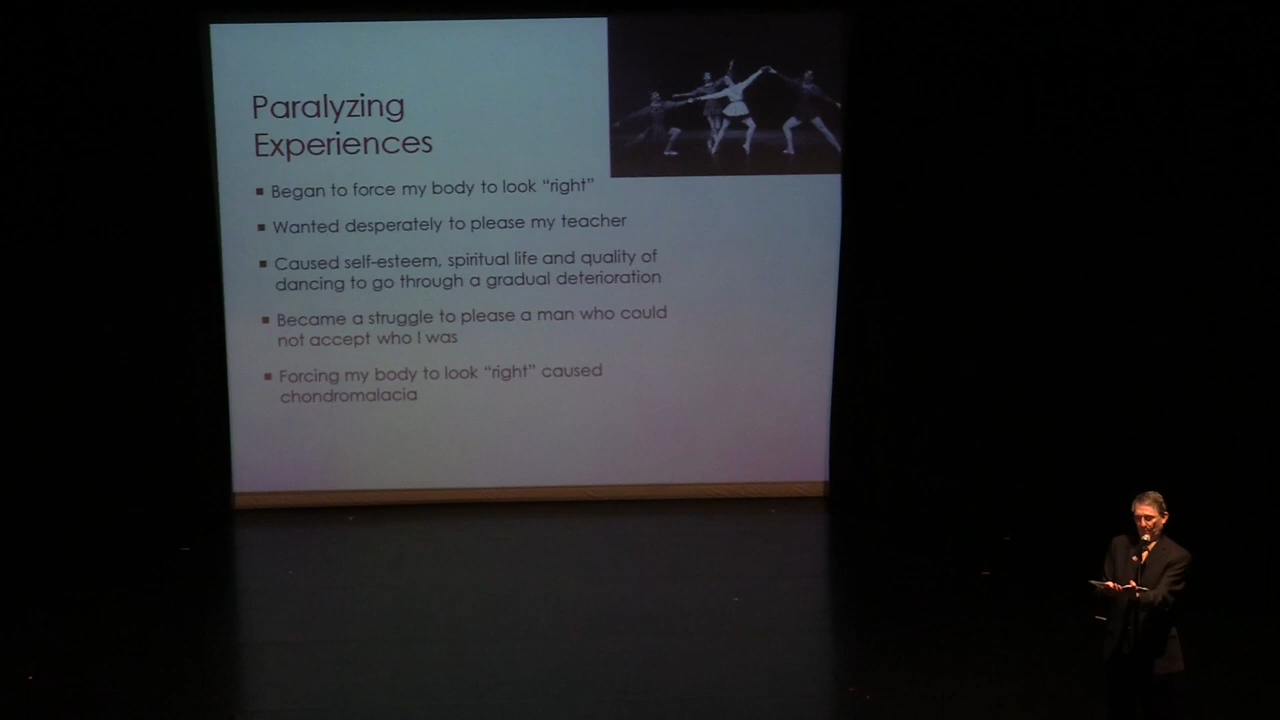 Paralyzing
Experiences
▪ Began to force my body to look “right”
▪ Wanted desperately to please my teacher
▪ Caused self-esteem, spiritual life and quality of
dancing to go through a gradual deterioration
▪ Became a struggle to please a man who could
not accept who I was
▪ Forcing my body to look “right” caused
chondromalacia